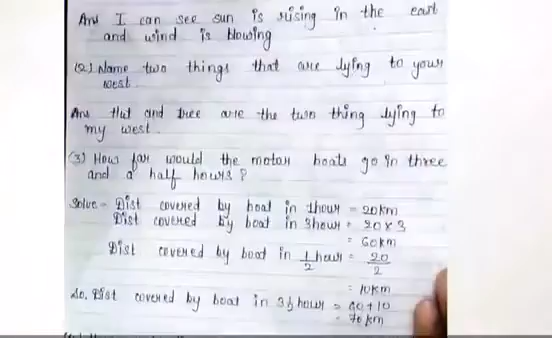 Ans I can see sun is rising in the east
and wind is blowing
(2) Name two things that are lying to your
west.
Ans Hut and tree are the two thing lying to
my west.
(3) How far would the motor boats go in three
and a half hours?
Solve - Dist covered by boat in 1hour = 20km
Dist covered by boat in 3hour = 20 x 3
= 60km
Dist covered by boat in 1/2 hour = 20/2
= 10km
So, Dist covered by boat in 3½ hour = 60+10
= 70km